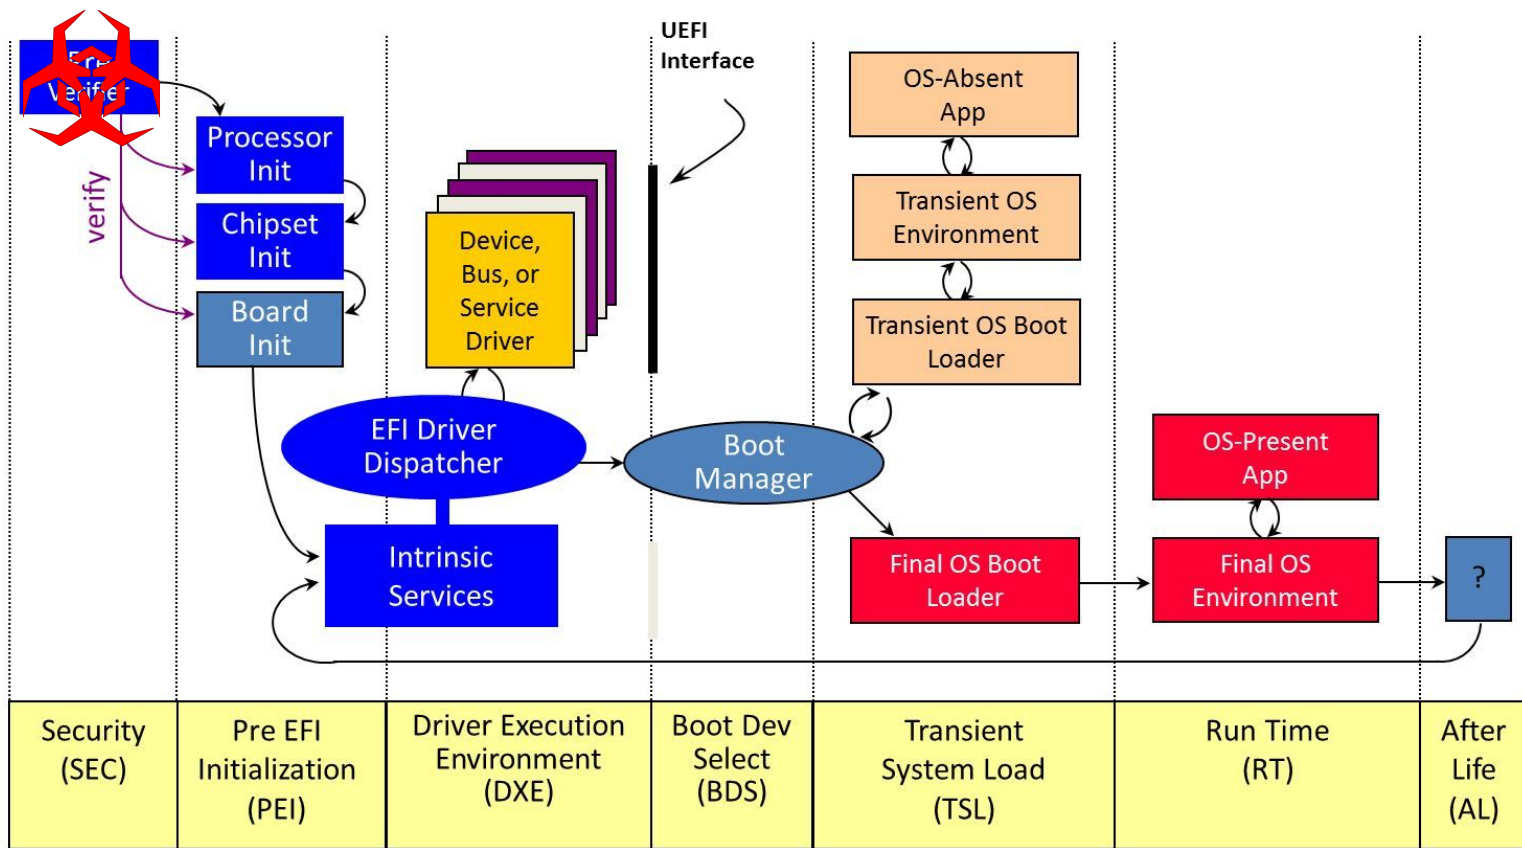 UEFI
Interface
Pre
Verifier
verify
Processor
Init
Chipset
Init
Board
Init
Device,
Bus, or
Service
Driver
EFI Driver
Dispatcher
Intrinsic
Services
Boot
Manager
OS-Absent
App
Transient OS
Environment
Transient OS Boot
Loader
Final OS Boot
Loader
OS-Present
App
Final OS
Environment
?
Security
(SEC)
Pre EFI
Initialization
(PEI)
Driver Execution
Environment
(DXE)
Boot Dev
Select
(BDS)
Transient
System Load
(TSL)
Run Time
(RT)
After
Life
(AL)